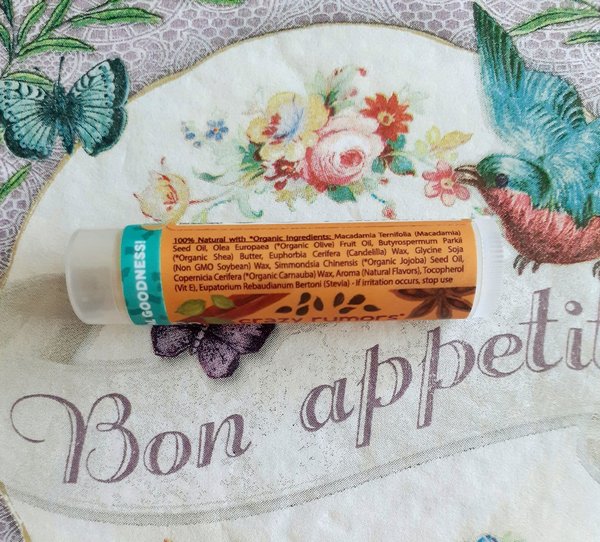 100% Natural with *Organic Ingredients: Macadamia Ternifolia (Macadamia)
Seed Oil, Olea Europaea (*Organic Olive) Fruit Oil, Butyrospermum Parkii
(*Organic Shea) Butter, Euphorbia Cerifera (Candelilla) Wax, Glycine Soja
(Non GMO Soybean) Wax, Simmondsia Chinensis (*Organic Jojoba) Seed Oil,
Copernicia Cerifera (*Organic Carnauba) Wax, Aroma (Natural Flavors), Tocopherol
(Vit E), Eupatorium Rebaudianum Bertoni (Stevia) - If irritation occurs, stop use
GOODNESS!
crazy rumors
Bon appetit